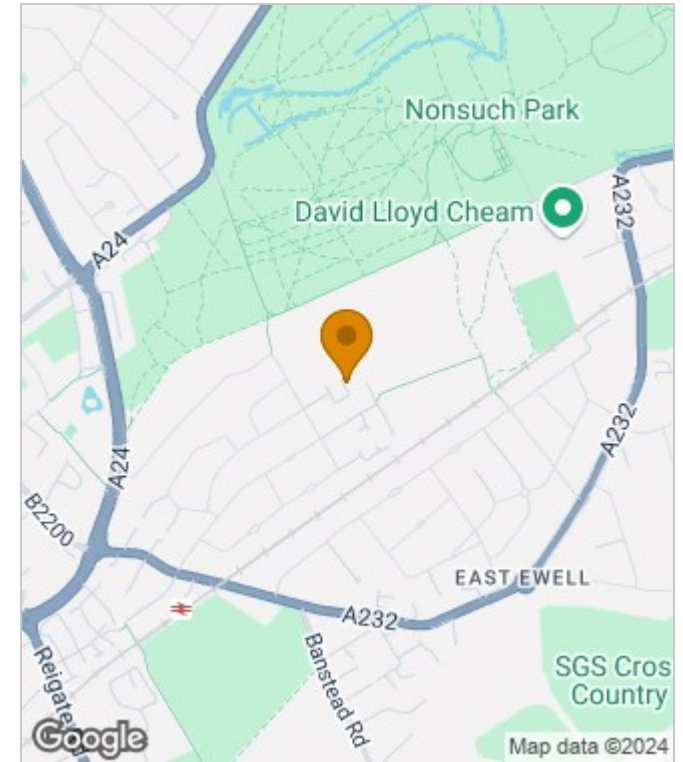 Nonsuch Park
David Lloyd Cheam
A232
A24
A24
A232
B2200
EAST EWELL
A232
Banstead Rd
SGS Cros
Country
Google
Map data ©2024